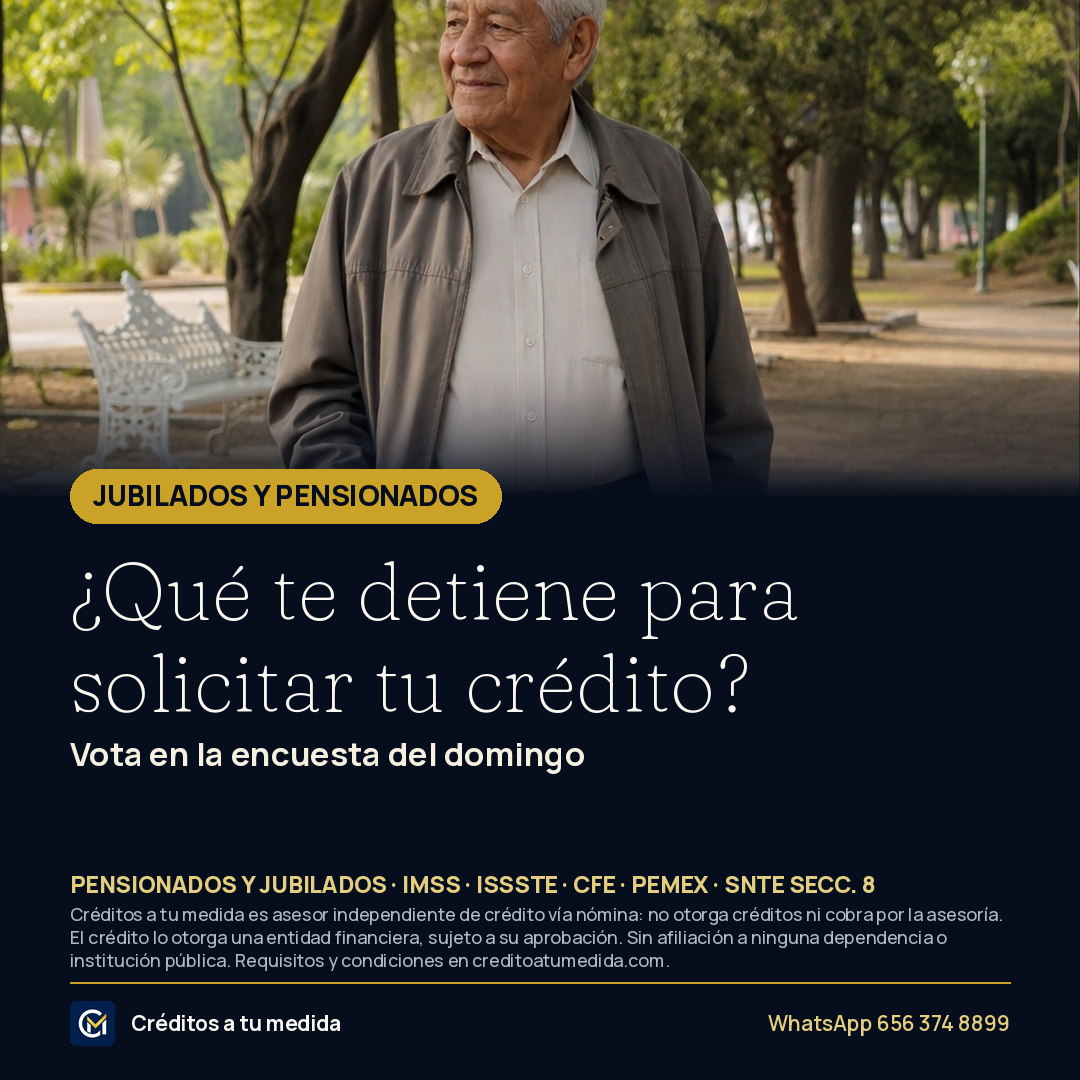 JUBILADOS Y PENSIONADOS
¿Qué te detiene para
solicitar tu crédito?
Vota en la encuesta del domingo
PENSIONADOS Y JUBILADOS · IMSS · ISSSTE · CFE · PEMEX · SNTE SECC. 8
Créditos a tu medida es asesor independiente de crédito vía nómina: no otorga créditos ni cobra por la asesoría.
El crédito lo otorga una entidad financiera, sujeto a su aprobación. Sin afiliación a ninguna dependencia o
institución pública. Requisitos y condiciones en creditoatumedida.com.
Créditos a tu medida
WhatsApp 656 374 8899